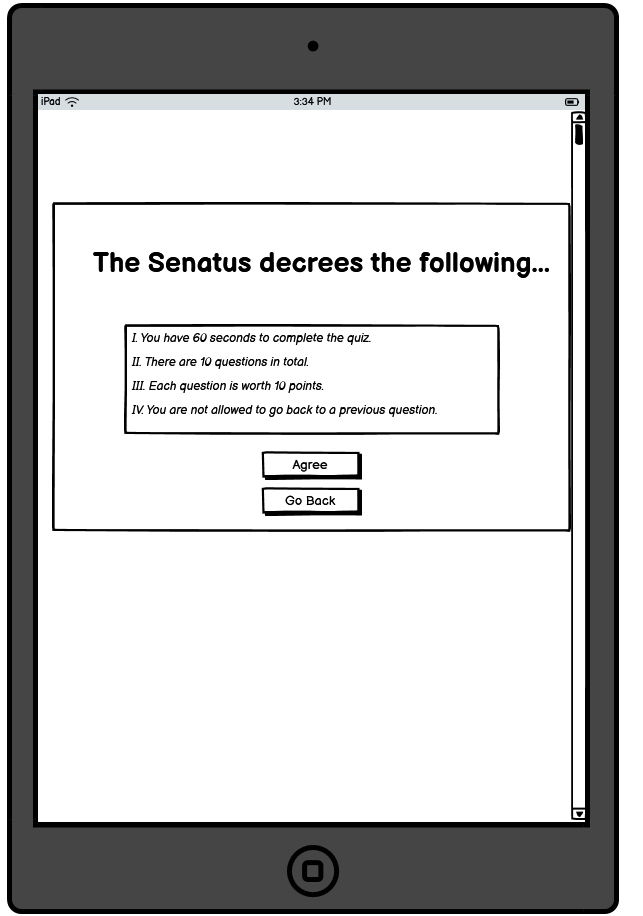 iPad
3:34 PM
The Senatus decrees the following...
I. You have 60 seconds to complete the quiz.
II. There are 10 questions in total.
III. Each question is worth 10 points.
IV. You are not allowed to go back to a previous question.
Agree
Go Back